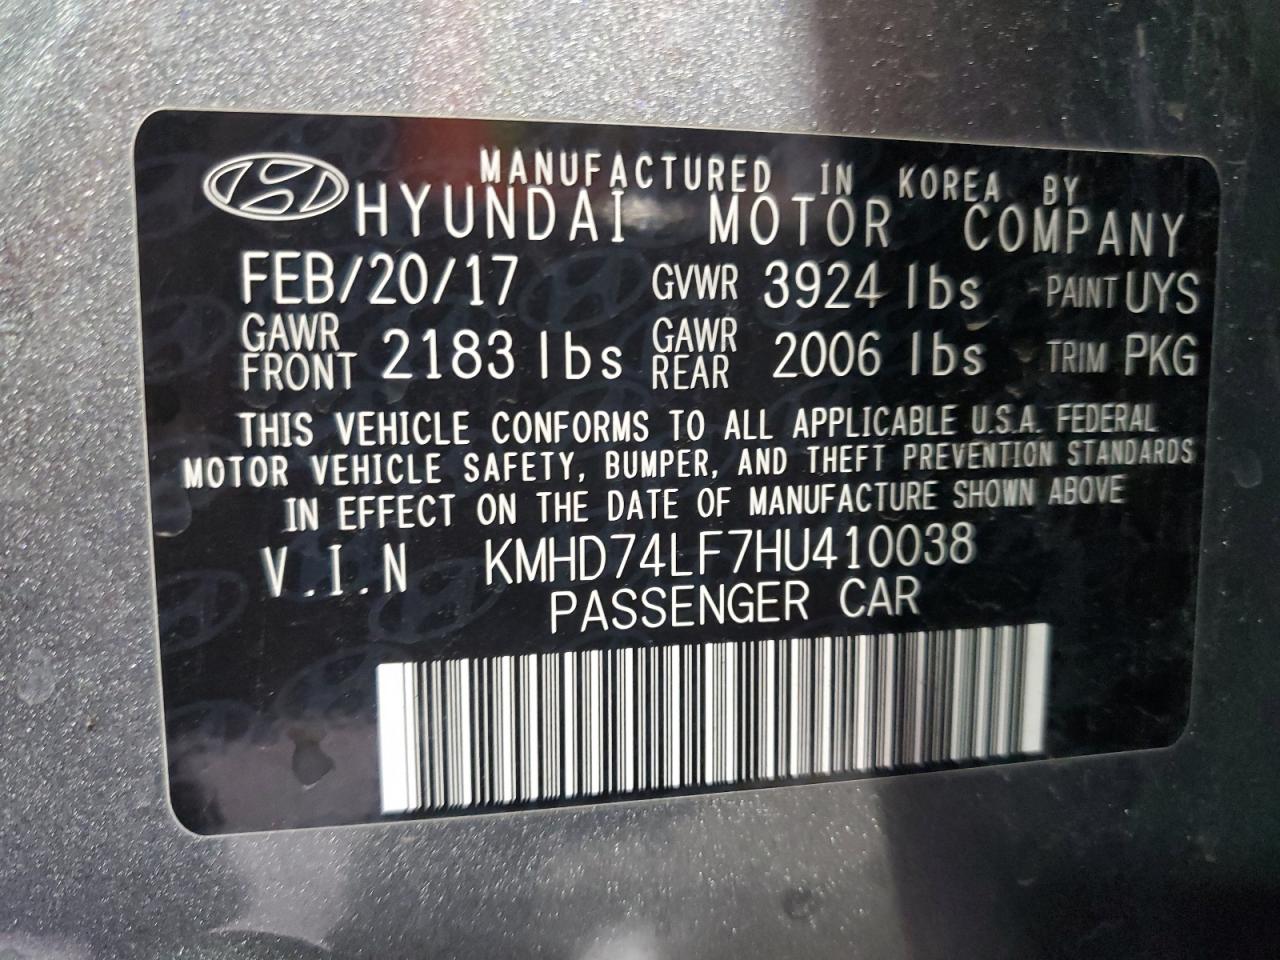 MANUFACTURED IN KOREA BY
HYUNDAI MOTOR COMPANY
FEB/20/17 GVWR 3924 lbs PAINT UYS
GAWR FRONT 2183 lbs GAWR REAR 2006 lbs TRIM PKG
THIS VEHICLE CONFORMS TO ALL APPLICABLE U.S.A. FEDERAL
MOTOR VEHICLE SAFETY, BUMPER, AND THEFT PREVENTION STANDARDS
IN EFFECT ON THE DATE OF MANUFACTURE SHOWN ABOVE
V.I.N KMHD74LF7HU410038
PASSENGER CAR